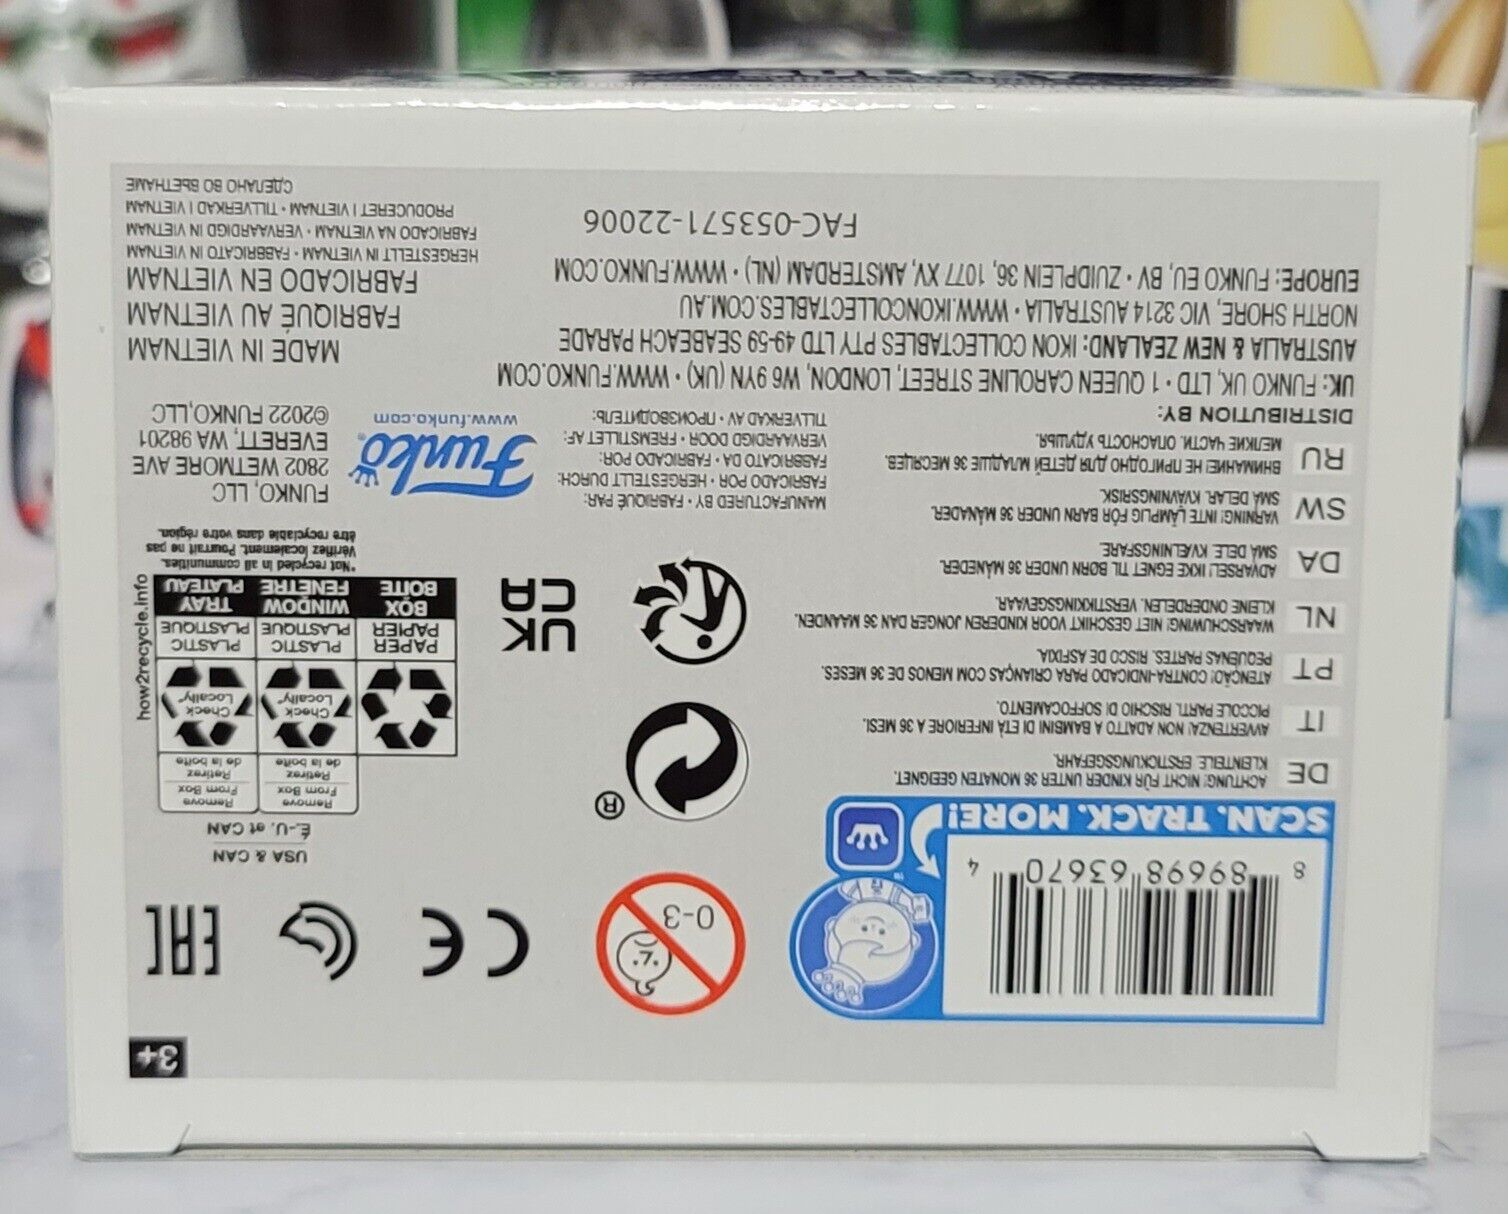 3+
8 89698 63670 4
SCAN. TRACK. MORE!
™
0-3
CE
EAC
USA & CAN
É.-U. et CAN
Remove From Box
Retirez de la boîte
Remove From Box
Retirez de la boîte
Check Locally*
Check Locally*
PAPER
PAPIER
PLASTIC
PLASTIQUE
PLASTIC
PLASTIQUE
BOX
BOÎTE
WINDOW
FENÊTRE
TRAY
PLATEAU
*Not recycled in all communities.
Vérifiez localement. Pourrait ne pas
être recyclable dans votre région.
how2recycle.info
®
UK
CA
DE ACHTUNG! NICHT FÜR KINDER UNTER 36 MONATEN GEEIGNET.
KLEINTEILE. ERSTICKUNGSGEFAHR.
IT AVVERTENZA! NON ADATTO A BAMBINI DI ETÀ INFERIORE A 36 MESI.
PICCOLE PARTI. RISCHIO DI SOFFOCAMENTO.
PT ATENÇÃO! CONTRA-INDICADO PARA CRIANÇAS COM MENOS DE 36 MESES.
PEQUENAS PARTES. RISCO DE ASFIXIA.
NL WAARSCHUWING! NIET GESCHIKT VOOR KINDEREN JONGER DAN 36 MAANDEN.
KLEINE ONDERDELEN. VERSTIKKINGSGEVAAR.
DA ADVARSEL! IKKE EGNET TIL BØRN UNDER 36 MÅNEDER.
SMÅ DELE. KVÆLNINGSFARE.
SW VARNING! INTE LÄMPLIG FÖR BARN UNDER 36 MÅNADER.
SMÅ DELAR. KVÄVNINGSRISK.
RU ВНИМАНИЕ! НЕ ПРИГОДНО ДЛЯ ДЕТЕЙ МЛАДШЕ 36 МЕСЯЦЕВ.
МЕЛКИЕ ЧАСТИ. ОПАСНОСТЬ УДУШЬЯ.
MANUFACTURED BY • FABRIQUÉ PAR:
FABRICADO POR • HERGESTELLT DURCH:
FABBRICATO DA • FABRICADO POR:
VERVAARDIGD DOOR • FREMSTILLET AF:
TILLVERKAD AV • ПРОИЗВОДИТЕЛЬ:
Funko®
www.funko.com
FUNKO, LLC
2802 WETMORE AVE
EVERETT, WA 98201
©2022 FUNKO,LLC
DISTRIBUTION BY:
UK: FUNKO UK, LTD • 1 QUEEN CAROLINE STREET, LONDON, W6 9YN (UK) • WWW.FUNKO.COM
AUSTRALIA & NEW ZEALAND: IKON COLLECTABLES PTY LTD 49-59 SEABEACH PARADE
NORTH SHORE, VIC 3214 AUSTRALIA • WWW.IKONCOLLECTABLES.COM.AU
EUROPE: FUNKO EU, BV • ZUIDPLEIN 36, 1077 XV, AMSTERDAM (NL) • WWW.FUNKO.COM
FAC-053571-22006
MADE IN VIETNAM
FABRIQUÉ AU VIETNAM
FABRICADO EN VIETNAM
HERGESTELLT IN VIETNAM • FABBRICATO IN VIETNAM
FABRICADO NA VIETNAM • VERVAARDIGD IN VIETNAM
PRODUCERET I VIETNAM • TILLVERKAD I VIETNAM
СДЕЛАНО ВО ВЬЕТНАМЕ